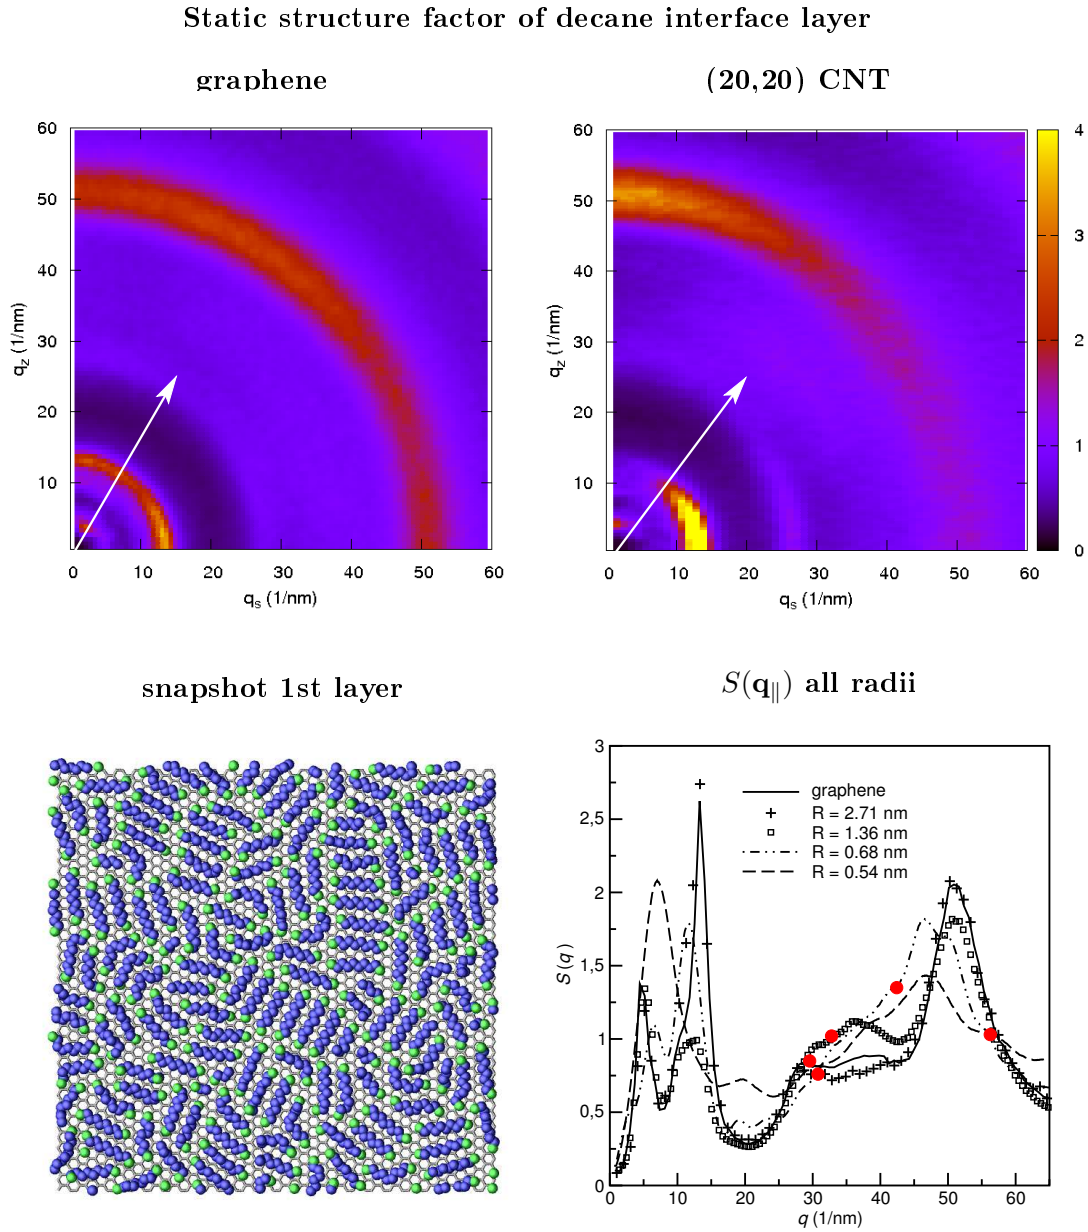 Static structure factor of decane interface layer
graphene
(20,20) CNT
60
50
40
30
20
10
q_z (1/nm)
0 10 20 30 40 50 60
q_s (1/nm)
60
50
40
30
20
10
q_z (1/nm)
0 10 20 30 40 50 60
q_s (1/nm)
4
3
2
1
0
snapshot 1st layer
S(q_∥) all radii
3
2,5
2
1,5
1
0,5
0
S(q)
graphene
R = 2.71 nm
R = 1.36 nm
R = 0.68 nm
R = 0.54 nm
0 10 20 30 40 50 60
q (1/nm)